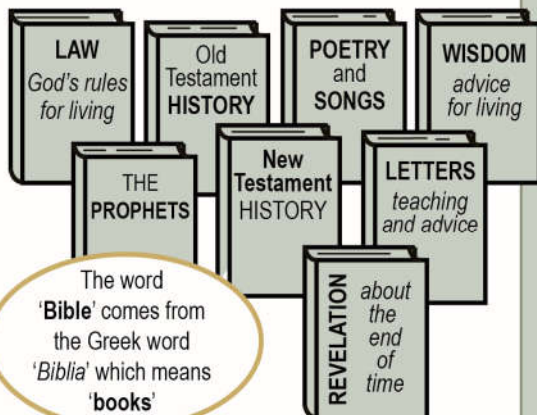 LAW
God's rules
for living
Old
Testament
HISTORY
POETRY
and
SONGS
WISDOM
advice
for living
THE
PROPHETS
New
Testament
HISTORY
LETTERS
teaching
and advice
REVELATION
about
the
end
of
time
The word
‘Bible’ comes from
the Greek word
‘Biblia’ which means
‘books’